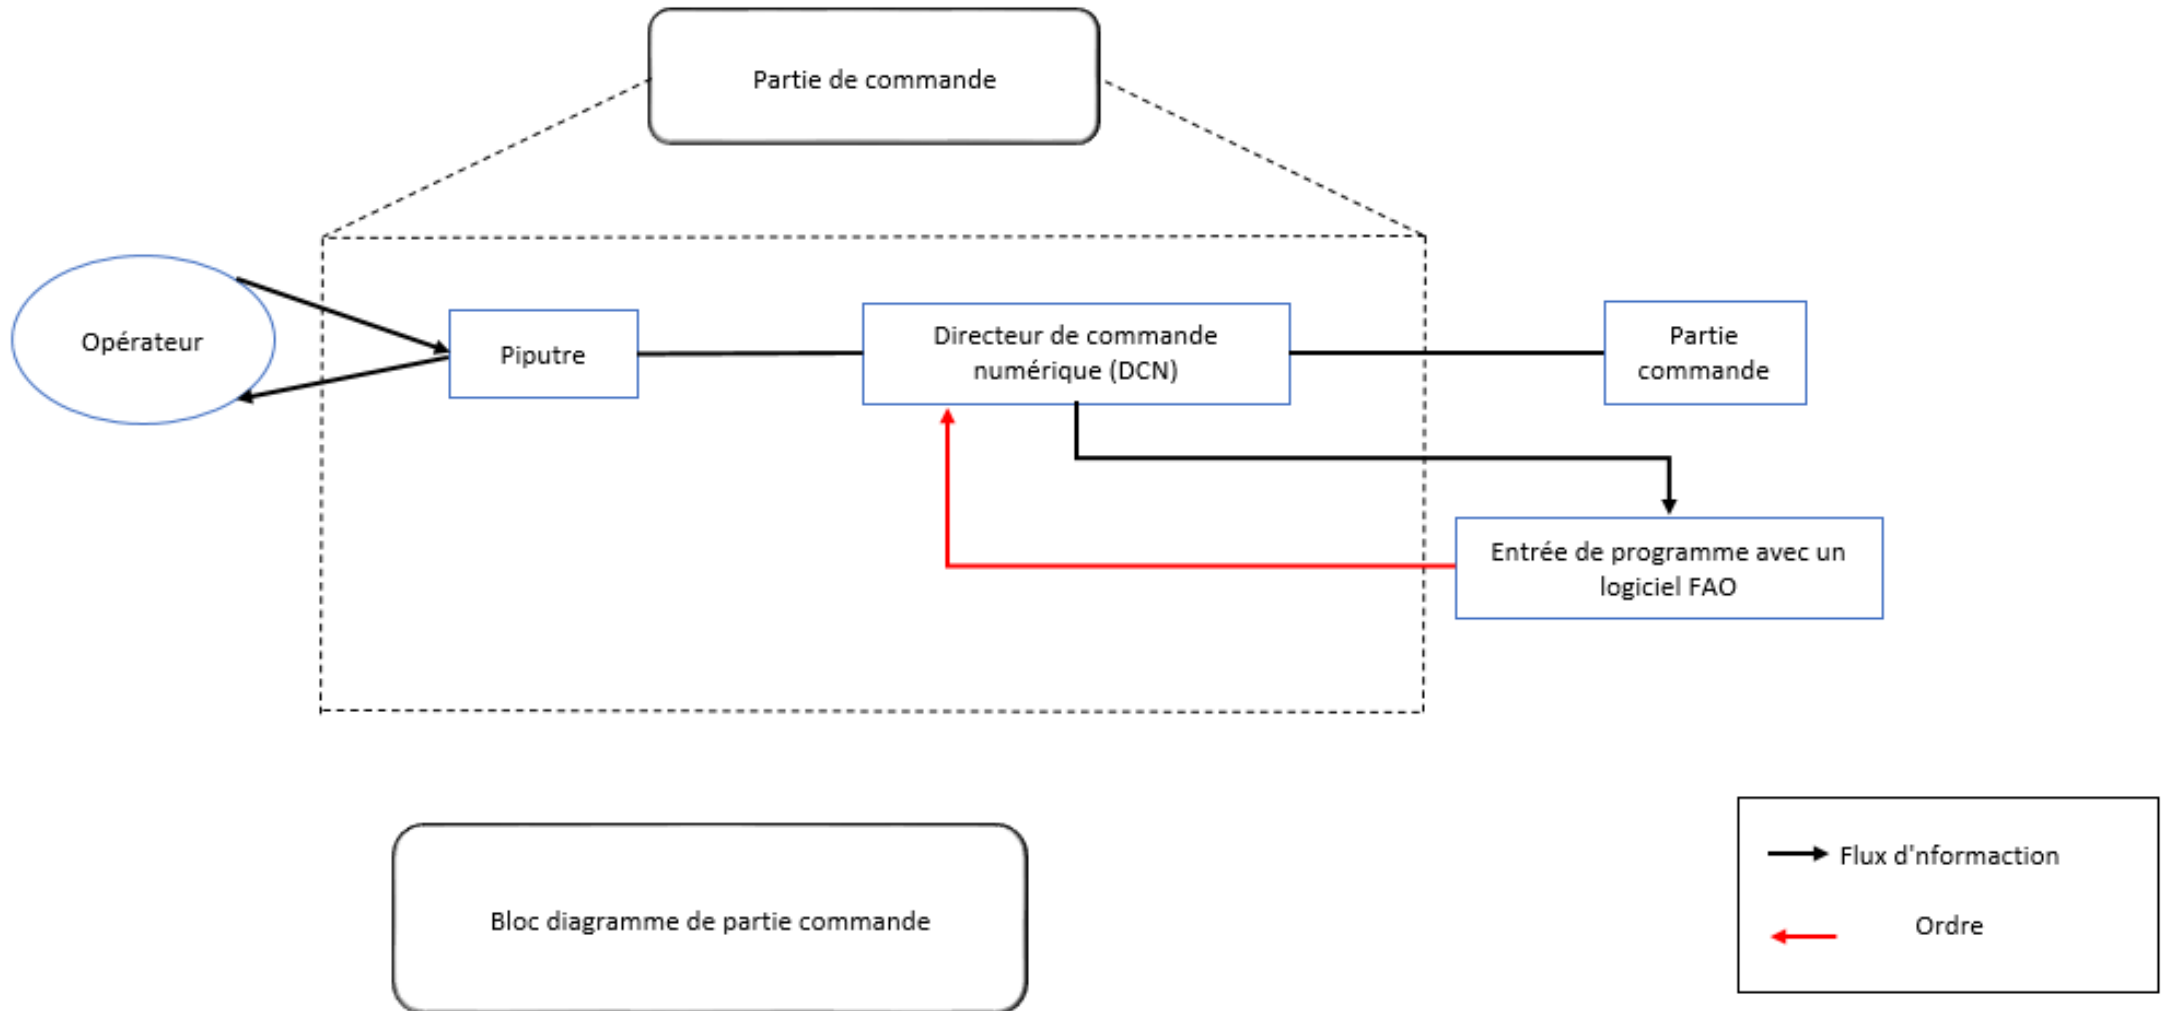 Partie de commande
Opérateur
Piputre
Directeur de commande
numérique (DCN)
Partie
commande
Entrée de programme avec un
logiciel FAO
Bloc diagramme de partie commande
Flux d'nformaction
Ordre